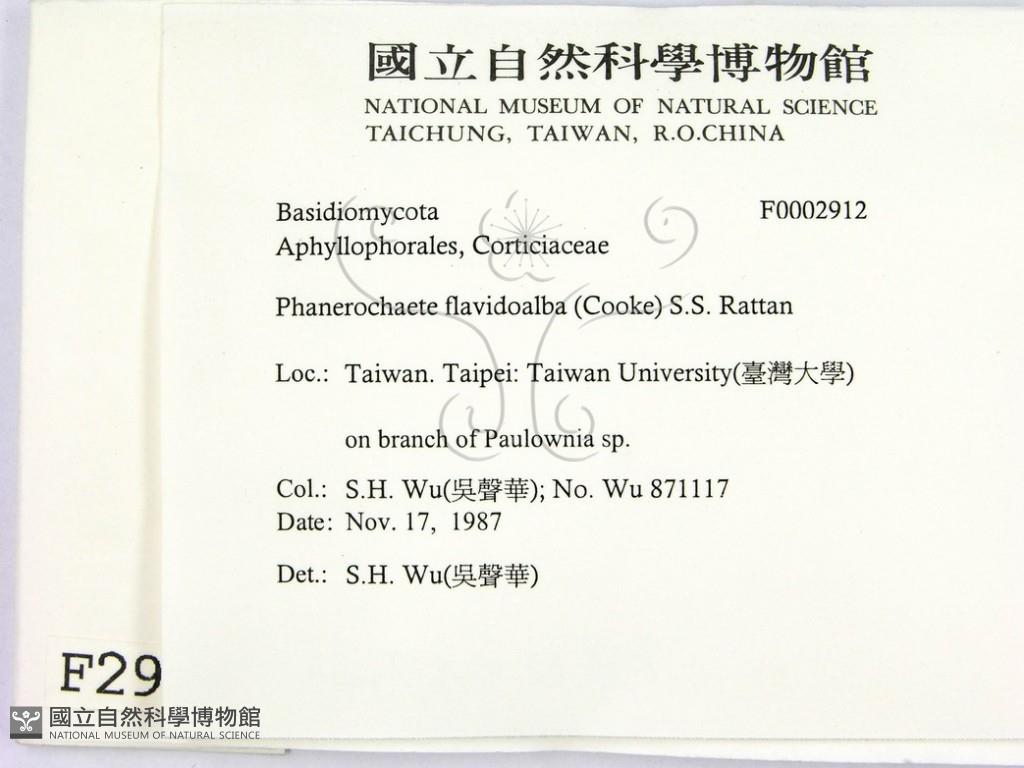 國立自然科學博物館
NATIONAL MUSEUM OF NATURAL SCIENCE
TAICHUNG, TAIWAN, R.O.CHINA
Basidiomycota F0002912
Aphyllophorales, Corticiaceae
Phanerochaete flavidoalba (Cooke) S.S. Rattan
Loc.: Taiwan. Taipei: Taiwan University(臺灣大學)
on branch of Paulownia sp.
Col.: S.H. Wu(吳聲華); No. Wu 871117
Date: Nov. 17, 1987
Det.: S.H. Wu(吳聲華)
F29
國立自然科學博物館
NATIONAL MUSEUM OF NATURAL SCIENCE